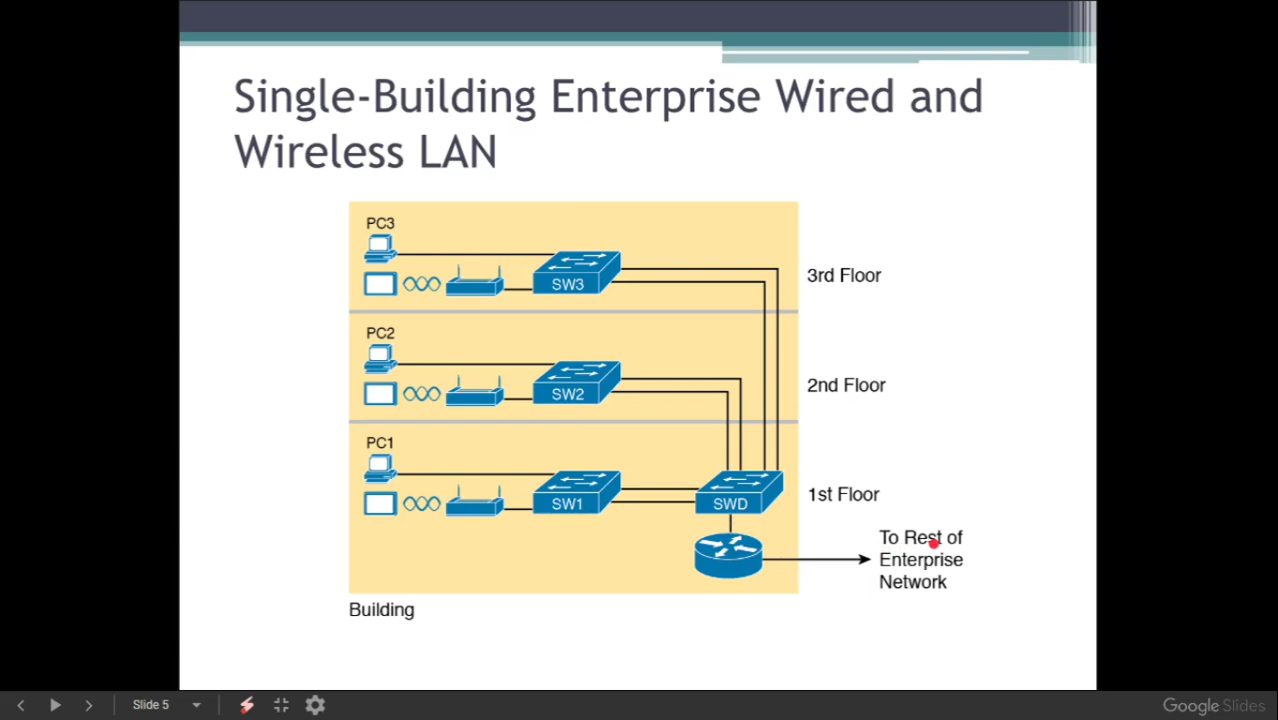 Single-Building Enterprise Wired and
Wireless LAN
PC3
SW3
3rd Floor
PC2
SW2
2nd Floor
PC1
SW1
SWD
1st Floor
To Rest of
Enterprise
Network
Building
Slide 5
Google Slides